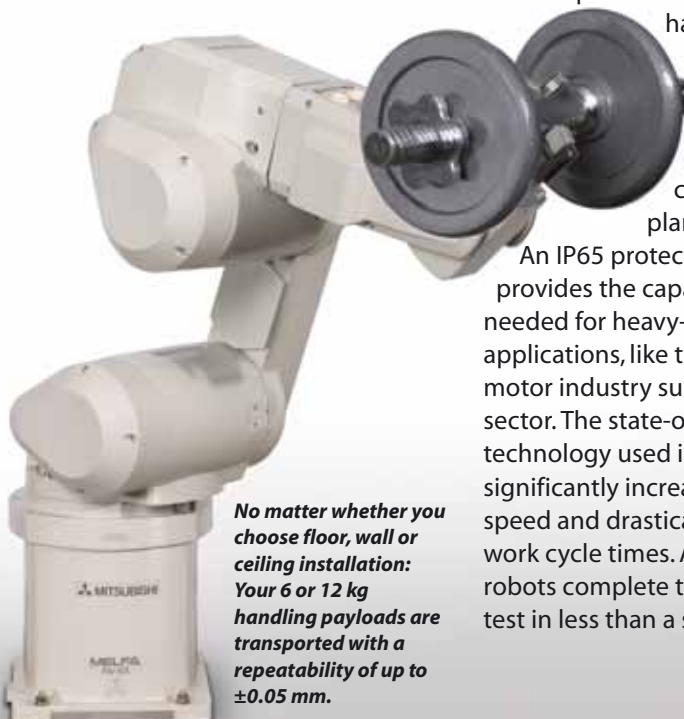 ha
c
plan
An IP65 protec
provides the capa
needed for heavy-
applications, like t
motor industry su
sector. The state-o
technology used i
significantly increa
speed and drastica
work cycle times. A
robots complete t
test in less than a s
No matter whether you
choose floor, wall or
ceiling installation:
Your 6 or 12 kg
handling payloads are
transported with a
repeatability of up to
±0.05 mm.
MITSUBISHI
MELFA